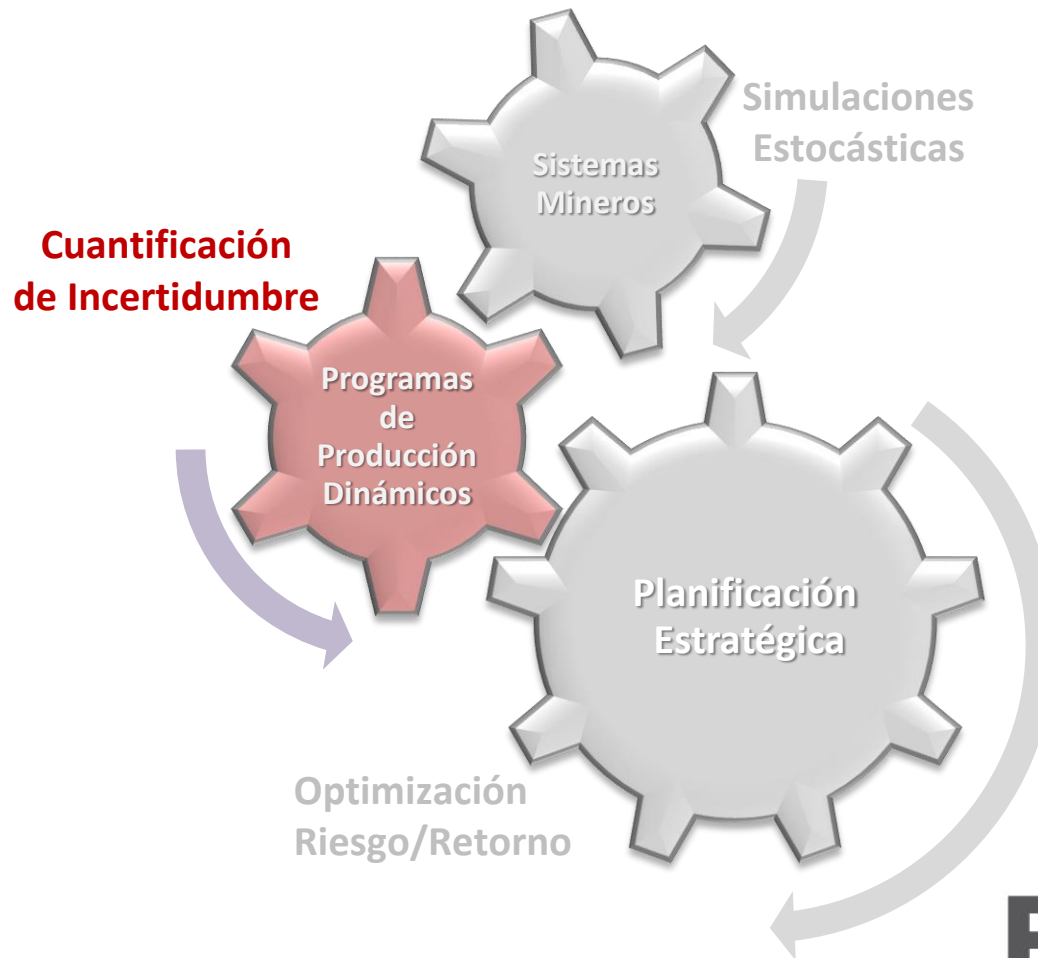 Simulaciones
Estocásticas
Sistemas
Mineros
Cuantificación
de Incertidumbre
Programas
de
Producción
Dinámicos
Planificación
Estratégica
Optimización
Riesgo/Retorno